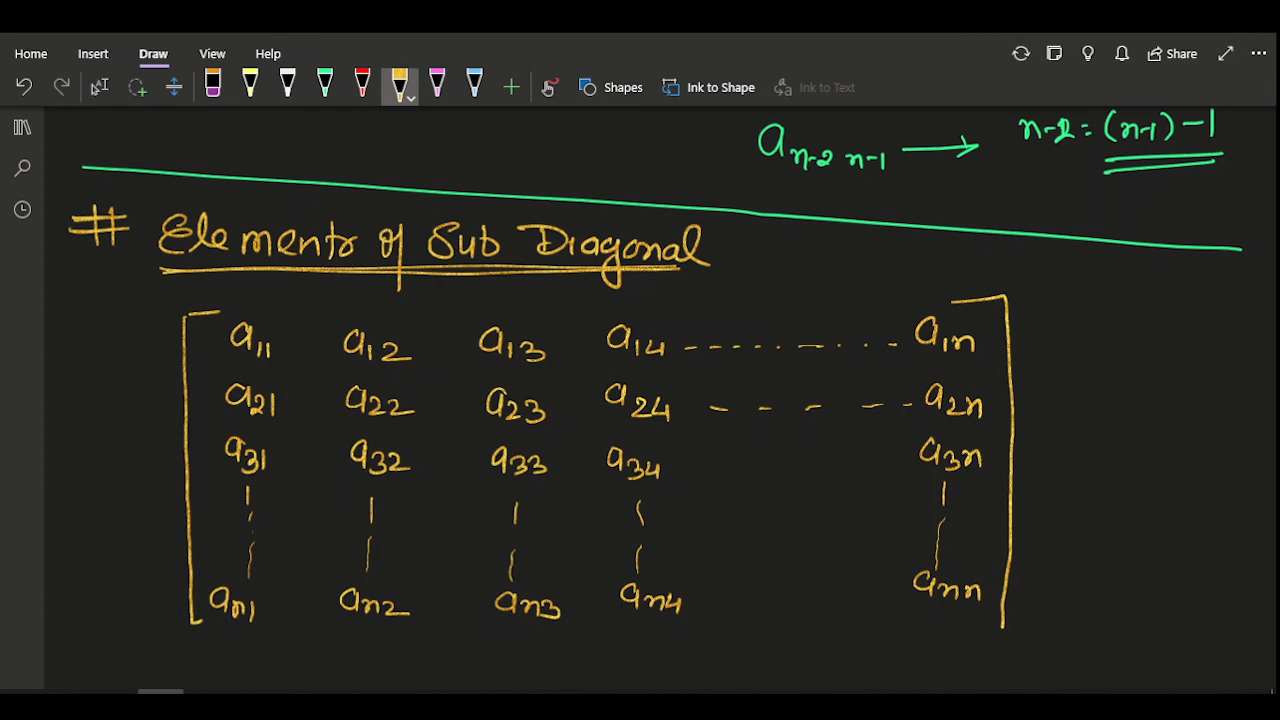 Home Insert Draw View Help Share
Shapes Ink to Shape Ink to Text
a_{n-2 n-1} → n-2 = (n-1) - 1
# Elements of Sub Diagonal
a₁₁ a₁₂ a₁₃ a₁₄ - - - - - · · - · · · - a₁ₙ
a₂₁ a₂₂ a₂₃ a₂₄ - - - - - a₂ₙ
a₃₁ a₃₂ a₃₃ a₃₄ a₃ₙ
aₙ₁ aₙ₂ aₙ₃ aₙ₄ aₙₙ